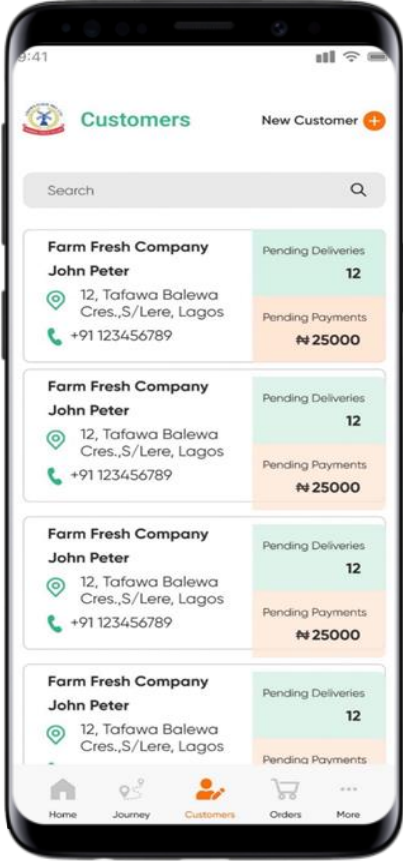 9:41
Customers
New Customer
Search
Farm Fresh Company
John Peter
12, Tafawa Balewa
Cres.,S/Lere, Lagos
+91 123456789
Pending Deliveries
12
Pending Payments
₦ 25000
Farm Fresh Company
John Peter
12, Tafawa Balewa
Cres.,S/Lere, Lagos
+91 123456789
Pending Deliveries
12
Pending Payments
₦ 25000
Farm Fresh Company
John Peter
12, Tafawa Balewa
Cres.,S/Lere, Lagos
+91 123456789
Pending Deliveries
12
Pending Payments
₦ 25000
Farm Fresh Company
John Peter
12, Tafawa Balewa
Cres.,S/Lere, Lagos
Pending Deliveries
12
Pending Payments
Home
Journey
Customers
Orders
More